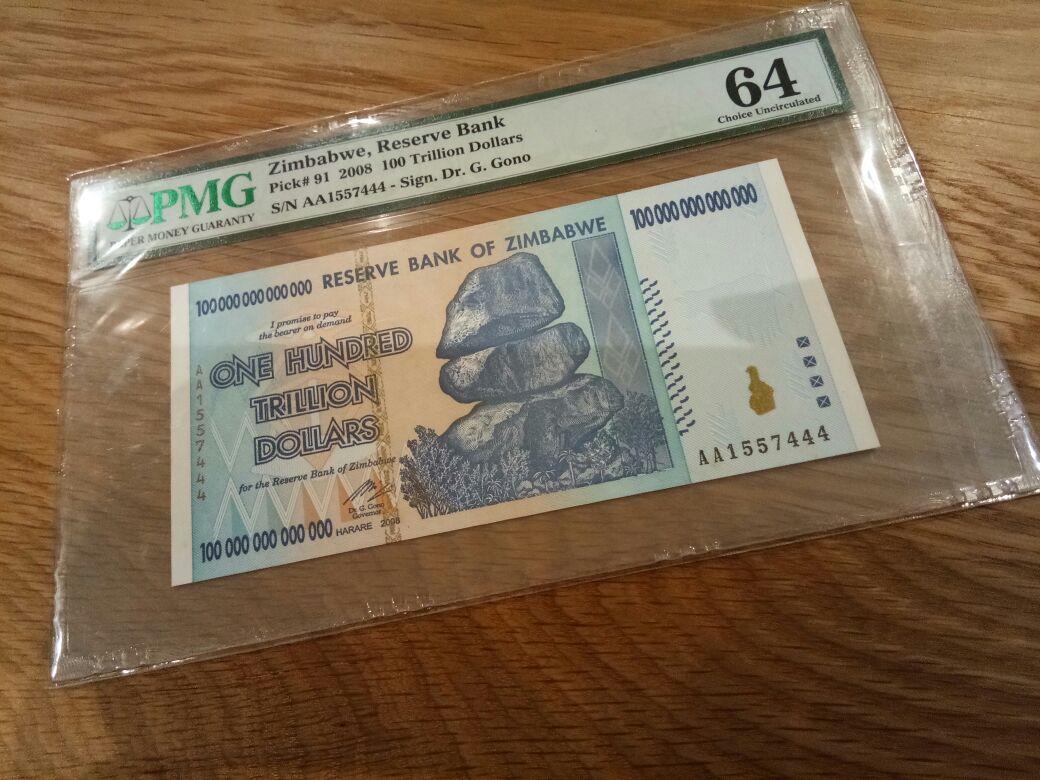 PMG
PAPER MONEY GUARANTY
Zimbabwe, Reserve Bank
Pick# 91 2008 100 Trillion Dollars
S/N AA1557444 - Sign. Dr. G. Gono
64
Choice Uncirculated
100 000 000 000 000
RESERVE BANK OF ZIMBABWE
100 000 000 000 000
I promise to pay
the bearer on demand
ONE HUNDRED
TRILLION
DOLLARS
for the Reserve Bank of Zimbabwe
Dr G. Gono
Governor
100 000 000 000 000
HARARE 2008
AA1557444
AA1557444